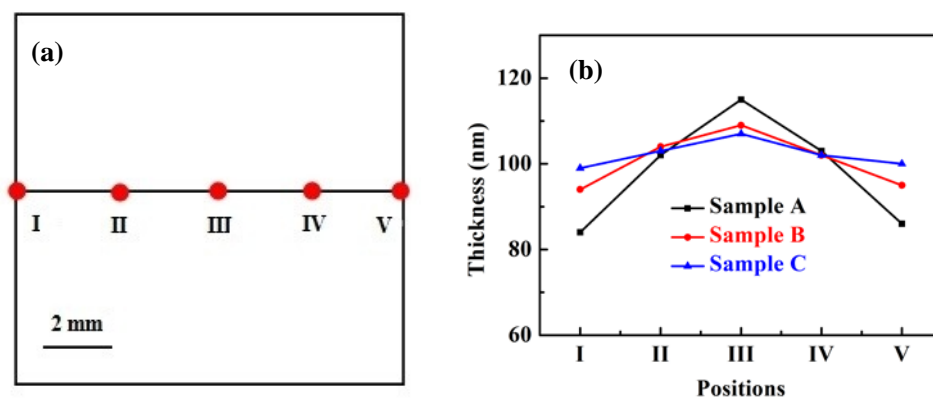 (a)
I II III IV V
2 mm
(b)
Thickness (nm)
120
100
80
60
Sample A
Sample B
Sample C
I II III IV V
Positions